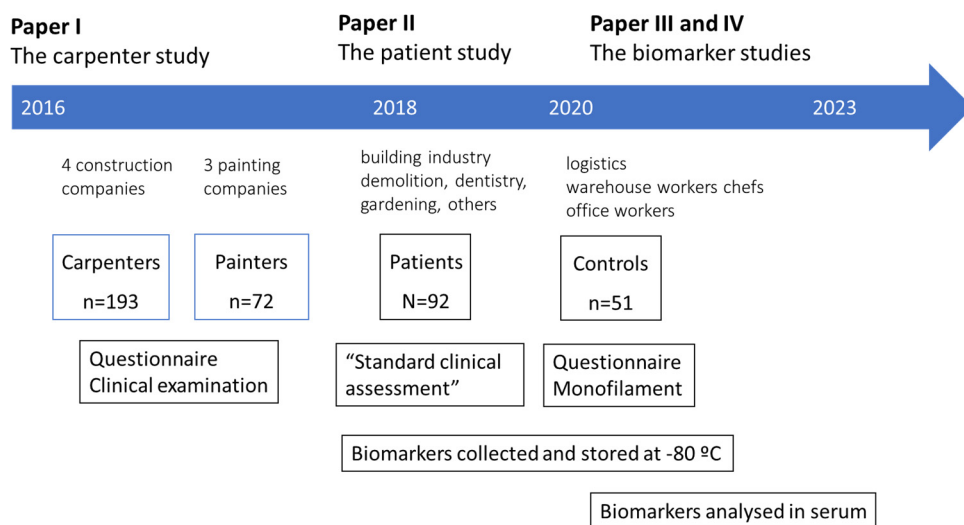 Paper I
The carpenter study
Paper II
The patient study
Paper III and IV
The biomarker studies
2016
2018
2020
2023
4 construction
companies
3 painting
companies
building industry
demolition, dentistry,
gardening, others
logistics
warehouse workers chefs
office workers
Carpenters
n=193
Painters
n=72
Patients
N=92
Controls
n=51
Questionnaire
Clinical examination
“Standard clinical
assessment”
Questionnaire
Monofilament
Biomarkers collected and stored at -80 ºC
Biomarkers analysed in serum